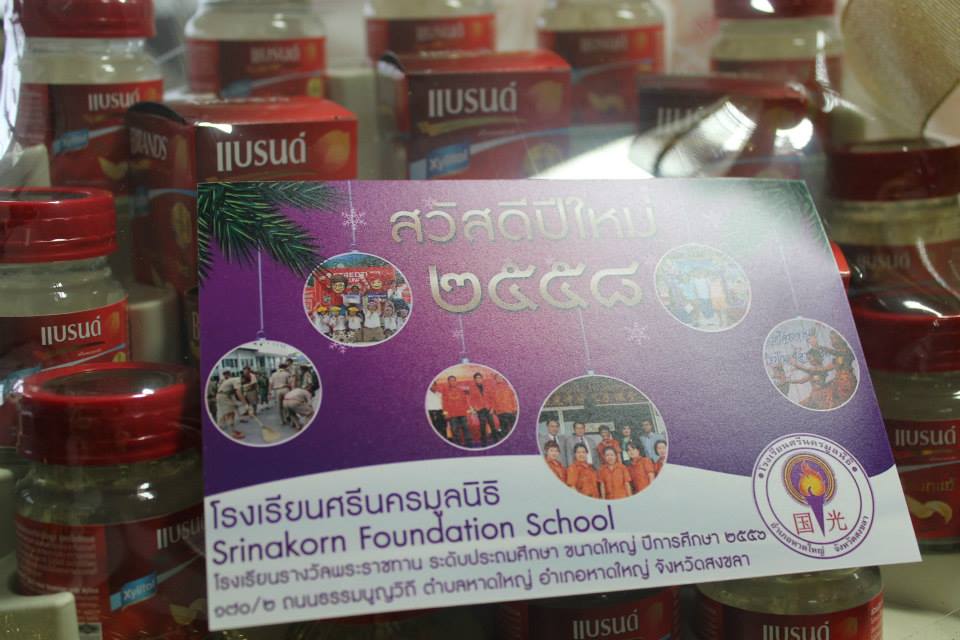 แบรนด์
แบรนด์
BRAND'S
แบรนด์
Xylitol
Xylitol
แบรนด์
สวัสดีปีใหม่
๒๕๕๘
โรงเรียนศรีนครมูลนิธิ
Srinakorn Foundation School
โรงเรียนรางวัลพระราชทาน ระดับประถมศึกษา ขนาดใหญ่ ปีการศึกษา ๒๕๕๖
๑๗๐/๒ ถนนธรรมนูญวิถี ตำบลหาดใหญ่ อำเภอหาดใหญ่ จังหวัดสงขลา
โรงเรียนศรีนครมูลนิธิ
国光
อำเภอหาดใหญ่ จังหวัดสงขลา
แบรนด์
Xylitol
แบรนด์
แบรนด์